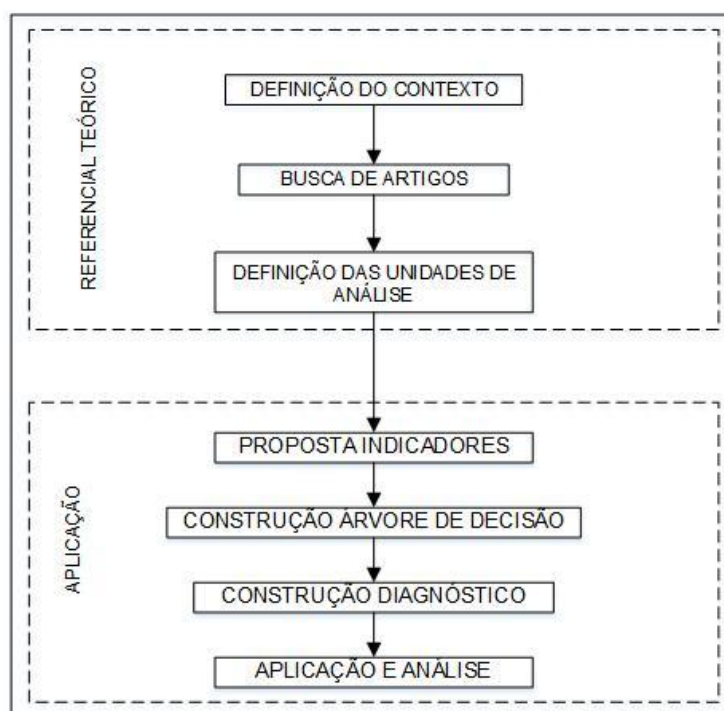 REFERENCIAL TEÓRICO
DEFINIÇÃO DO CONTEXTO
BUSCA DE ARTIGOS
DEFINIÇÃO DAS UNIDADES DE
ANÁLISE
APLICAÇÃO
PROPOSTA INDICADORES
CONSTRUÇÃO ÁRVORE DE DECISÃO
CONSTRUÇÃO DIAGNÓSTICO
APLICAÇÃO E ANÁLISE